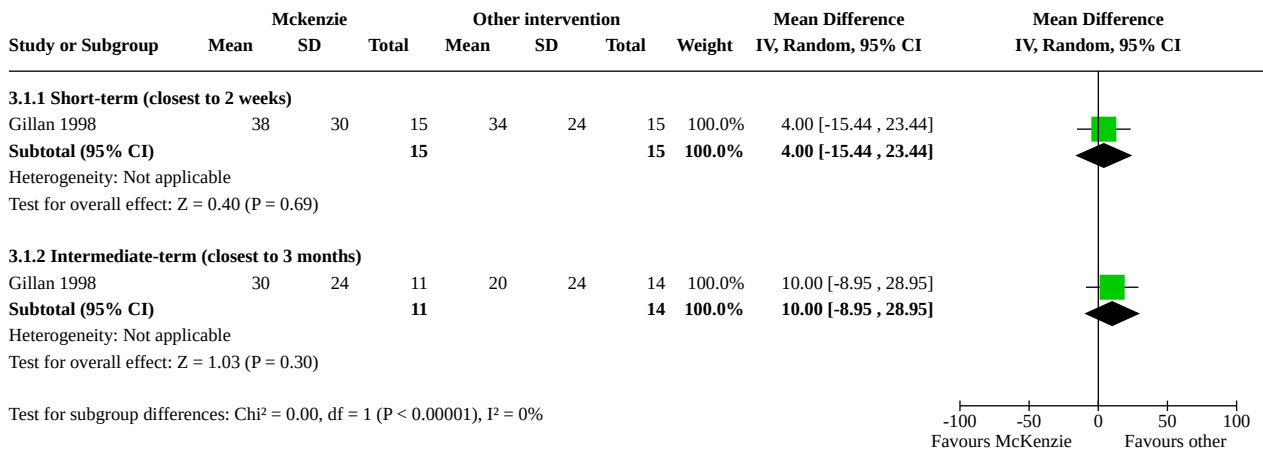 Mckenzie Other intervention Mean Difference Mean Difference
Study or Subgroup Mean SD Total Mean SD Total Weight IV, Random, 95% CI IV, Random, 95% CI
3.1.1 Short-term (closest to 2 weeks)
Gillan 1998 38 30 15 34 24 15 100.0% 4.00 [-15.44 , 23.44]
Subtotal (95% CI) 15 15 100.0% 4.00 [-15.44 , 23.44]
Heterogeneity: Not applicable
Test for overall effect: Z = 0.40 (P = 0.69)
3.1.2 Intermediate-term (closest to 3 months)
Gillan 1998 30 24 11 20 24 14 100.0% 10.00 [-8.95 , 28.95]
Subtotal (95% CI) 11 14 100.0% 10.00 [-8.95 , 28.95]
Heterogeneity: Not applicable
Test for overall effect: Z = 1.03 (P = 0.30)
Test for subgroup differences: Chi² = 0.00, df = 1 (P < 0.00001), I² = 0%
-100 -50 0 50 100
Favours McKenzie Favours other